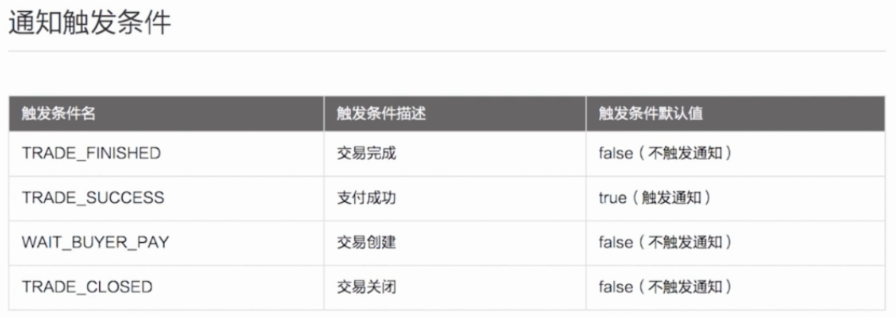 通知触发条件
触发条件名 触发条件描述 触发条件默认值
TRADE_FINISHED 交易完成 false（不触发通知）
TRADE_SUCCESS 支付成功 true（触发通知）
WAIT_BUYER_PAY 交易创建 false（不触发通知）
TRADE_CLOSED 交易关闭 false（不触发通知）